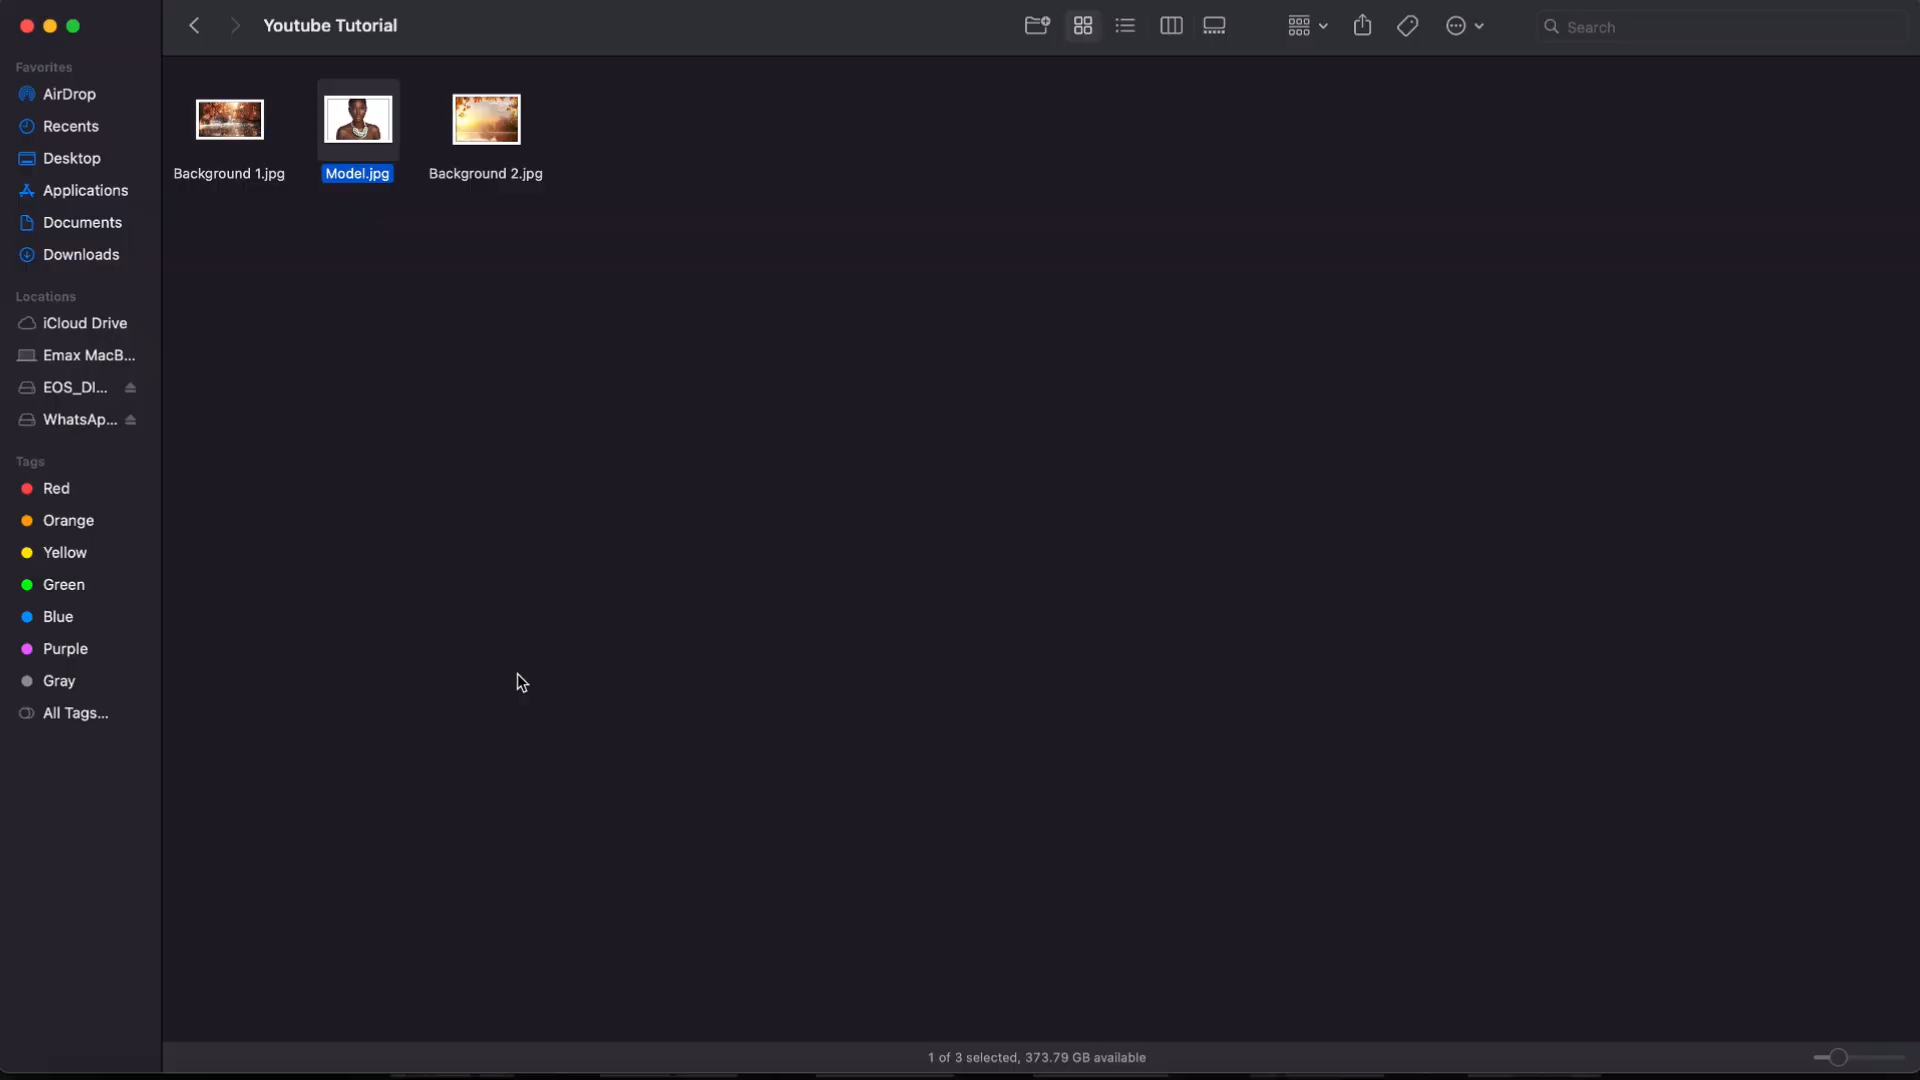 Youtube Tutorial
Search
Favorites
AirDrop
Recents
Desktop
Applications
Documents
Downloads
Locations
iCloud Drive
Emax MacB...
EOS_DI...
WhatsAp...
Tags
Red
Orange
Yellow
Green
Blue
Purple
Gray
All Tags...
Background 1.jpg
Model.jpg
Background 2.jpg
1 of 3 selected, 373.79 GB available